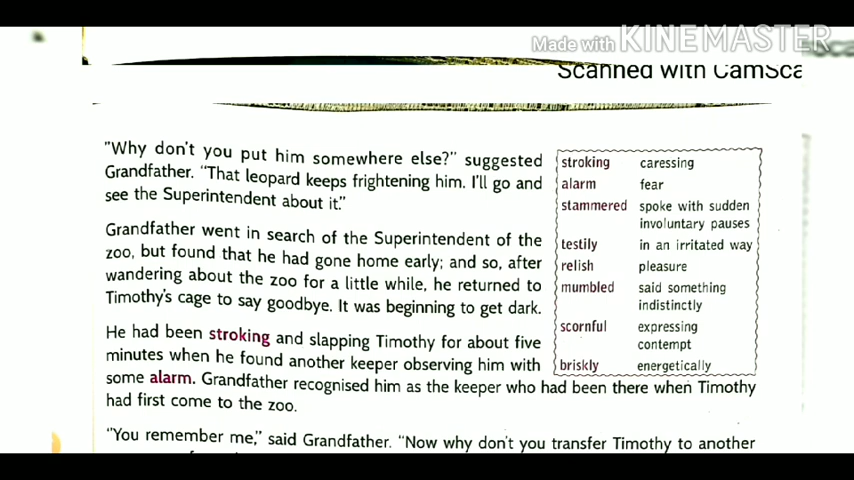 Made with KINEMASTER
Scanned with CamSca
"Why don't you put him somewhere else?" suggested
Grandfather. "That leopard keeps frightening him. I'll go and
see the Superintendent about it."
Grandfather went in search of the Superintendent of the
zoo, but found that he had gone home early; and so, after
wandering about the zoo for a little while, he returned to
Timothy's cage to say goodbye. It was beginning to get dark.
He had been stroking and slapping Timothy for about five
minutes when he found another keeper observing him with
some alarm. Grandfather recognised him as the keeper who had been there when Timothy
had first come to the zoo.
"You remember me," said Grandfather. "Now why don't you transfer Timothy to another
stroking caressing
alarm fear
stammered spoke with sudden
involuntary pauses
testily in an irritated way
relish pleasure
mumbled said something
indistinctly
scornful expressing
contempt
briskly energetically